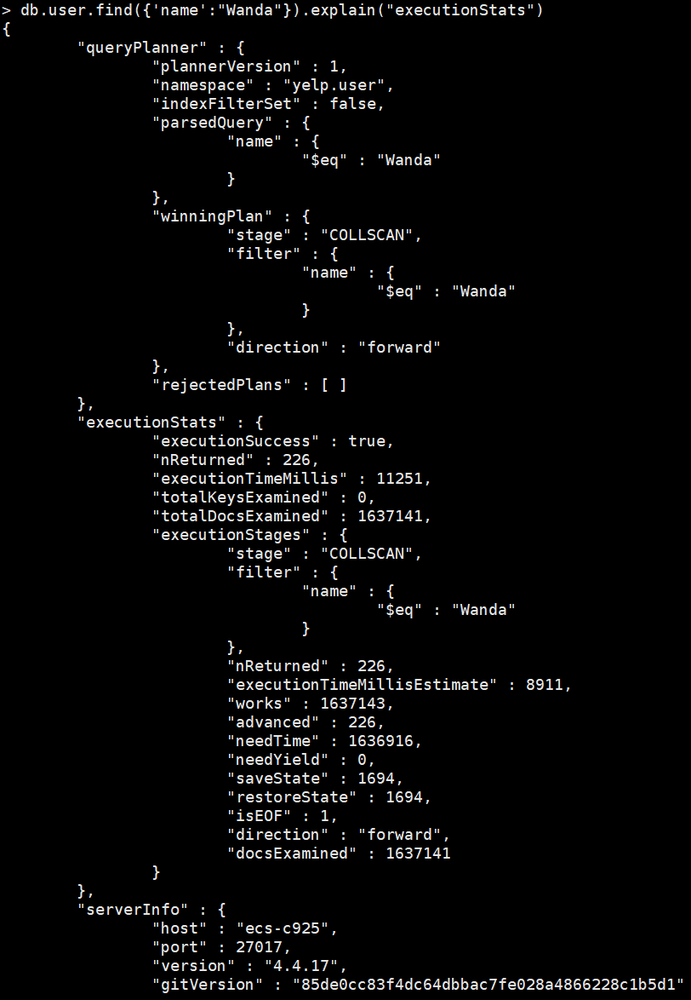 > db.user.find({'name':"Wanda"}).explain("executionStats")
{
        "queryPlanner" : {
                "plannerVersion" : 1,
                "namespace" : "yelp.user",
                "indexFilterSet" : false,
                "parsedQuery" : {
                        "name" : {
                                "$eq" : "Wanda"
                        }
                },
                "winningPlan" : {
                        "stage" : "COLLSCAN",
                        "filter" : {
                                "name" : {
                                        "$eq" : "Wanda"
                                }
                        },
                        "direction" : "forward"
                },
                "rejectedPlans" : [ ]
        },
        "executionStats" : {
                "executionSuccess" : true,
                "nReturned" : 226,
                "executionTimeMillis" : 11251,
                "totalKeysExamined" : 0,
                "totalDocsExamined" : 1637141,
                "executionStages" : {
                        "stage" : "COLLSCAN",
                        "filter" : {
                                "name" : {
                                        "$eq" : "Wanda"
                                }
                        },
                        "nReturned" : 226,
                        "executionTimeMillisEstimate" : 8911,
                        "works" : 1637143,
                        "advanced" : 226,
                        "needTime" : 1636916,
                        "needYield" : 0,
                        "saveState" : 1694,
                        "restoreState" : 1694,
                        "isEOF" : 1,
                        "direction" : "forward",
                        "docsExamined" : 1637141
                }
        },
        "serverInfo" : {
                "host" : "ecs-c925",
                "port" : 27017,
                "version" : "4.4.17",
                "gitVersion" : "85de0cc83f4dc64dbbac7fe028a4866228c1b5d1"